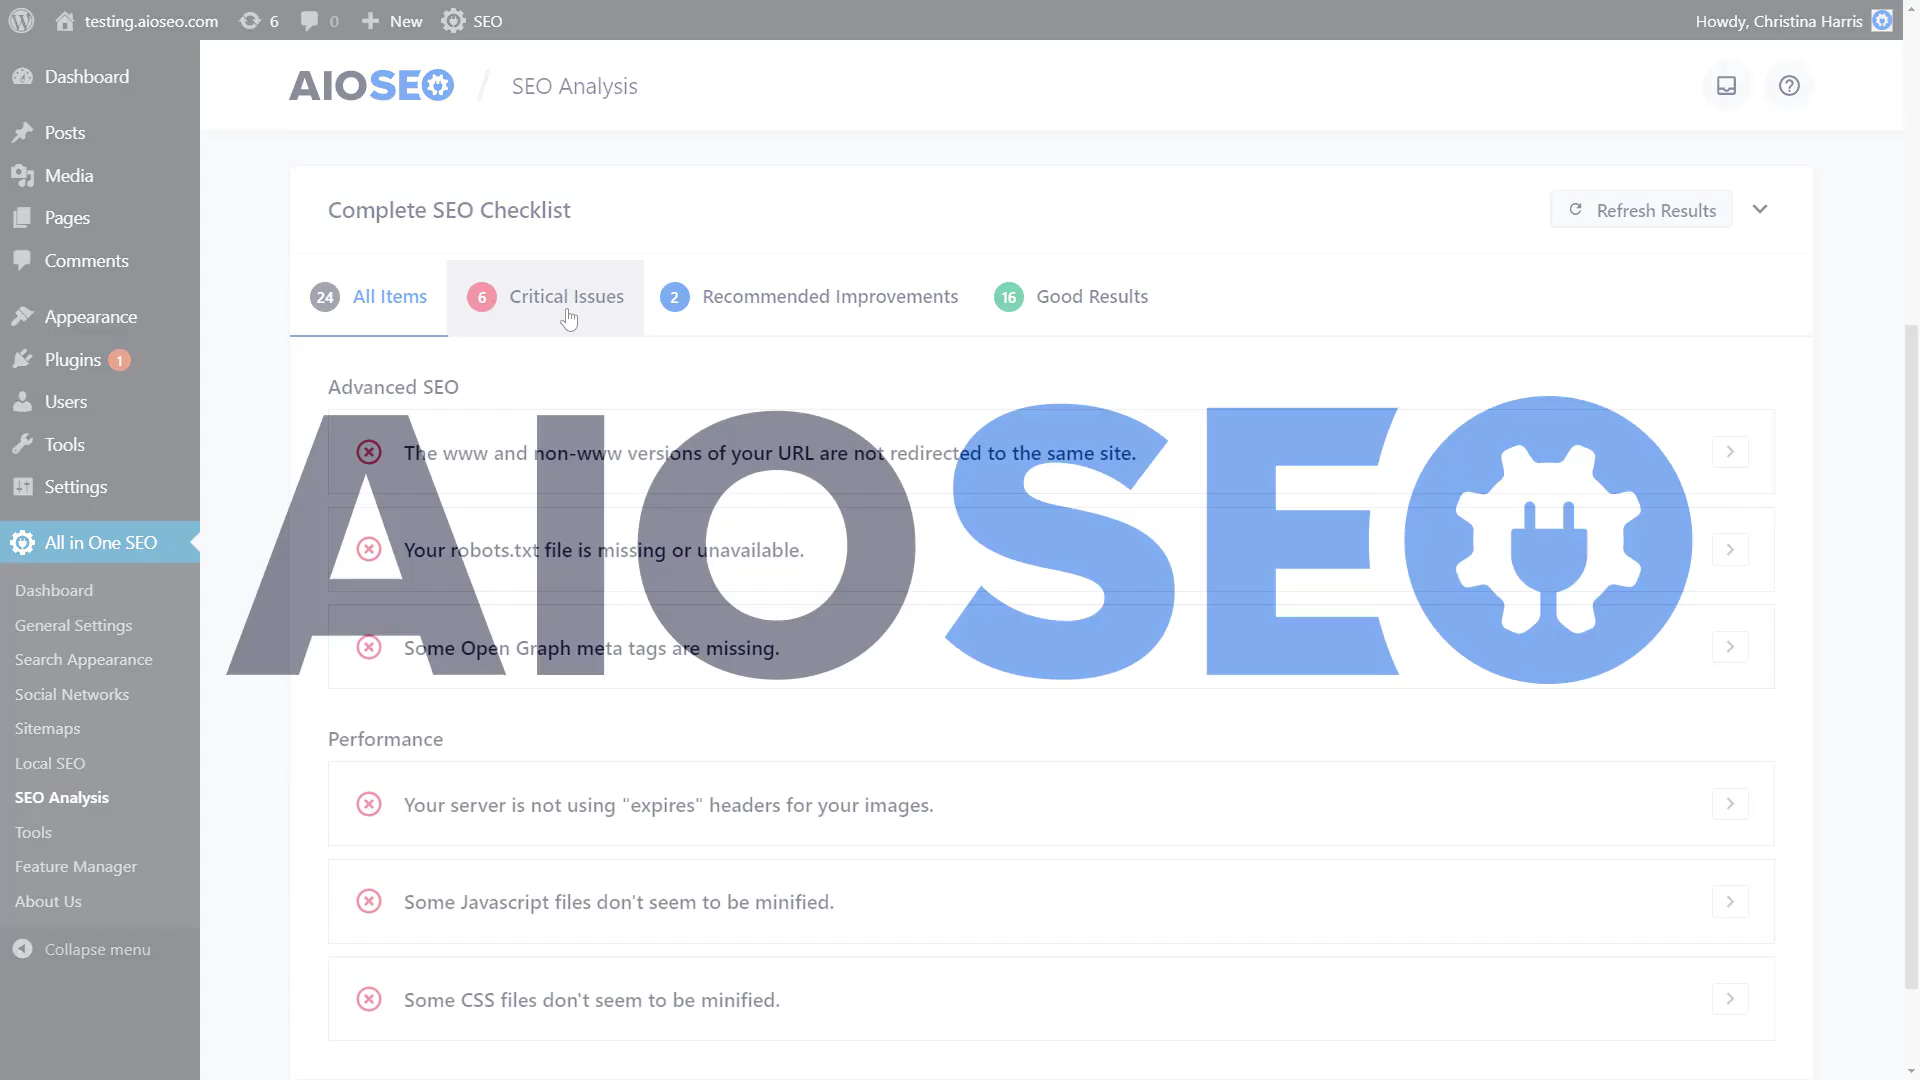 testing.aioseo.com
6
0
New
SEO
Howdy, Christina Harris
Dashboard
Posts
Media
Pages
Comments
Appearance
Plugins 1
Users
Tools
Settings
All in One SEO
Dashboard
General Settings
Search Appearance
Social Networks
Sitemaps
Local SEO
SEO Analysis
Tools
Feature Manager
About Us
Collapse menu
AIOSEO / SEO Analysis
Complete SEO Checklist
Refresh Results
24 All Items
6 Critical Issues
2 Recommended Improvements
16 Good Results
Advanced SEO
The www and non-www versions of your URL are not redirected to the same site.
Your robots.txt file is missing or unavailable.
Some Open Graph meta tags are missing.
AIOSEO
Performance
Your server is not using "expires" headers for your images.
Some Javascript files don't seem to be minified.
Some CSS files don't seem to be minified.